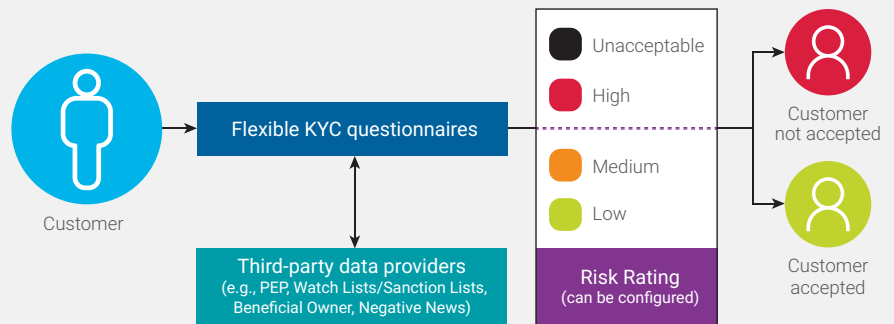 Customer
Flexible KYC questionnaires
Third-party data providers
(e.g., PEP, Watch Lists/Sanction Lists,
Beneficial Owner, Negative News)
Unacceptable
High
Medium
Low
Risk Rating
(can be configured)
Customer
not accepted
Customer
accepted